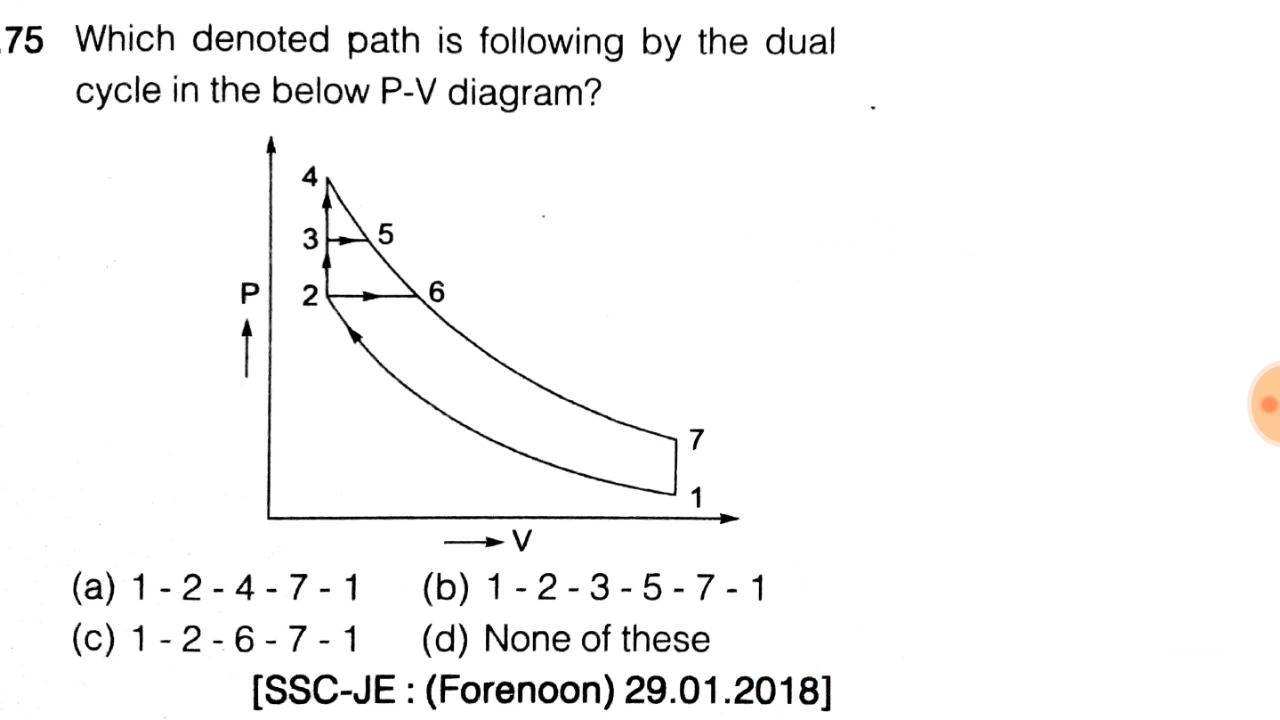 .75 Which denoted path is following by the dual
cycle in the below P-V diagram?
4
3
5
P
2
6
7
1
V
(a) 1 - 2 - 4 - 7 - 1 (b) 1 - 2 - 3 - 5 - 7 - 1
(c) 1 - 2 - 6 - 7 - 1 (d) None of these
[SSC-JE : (Forenoon) 29.01.2018]